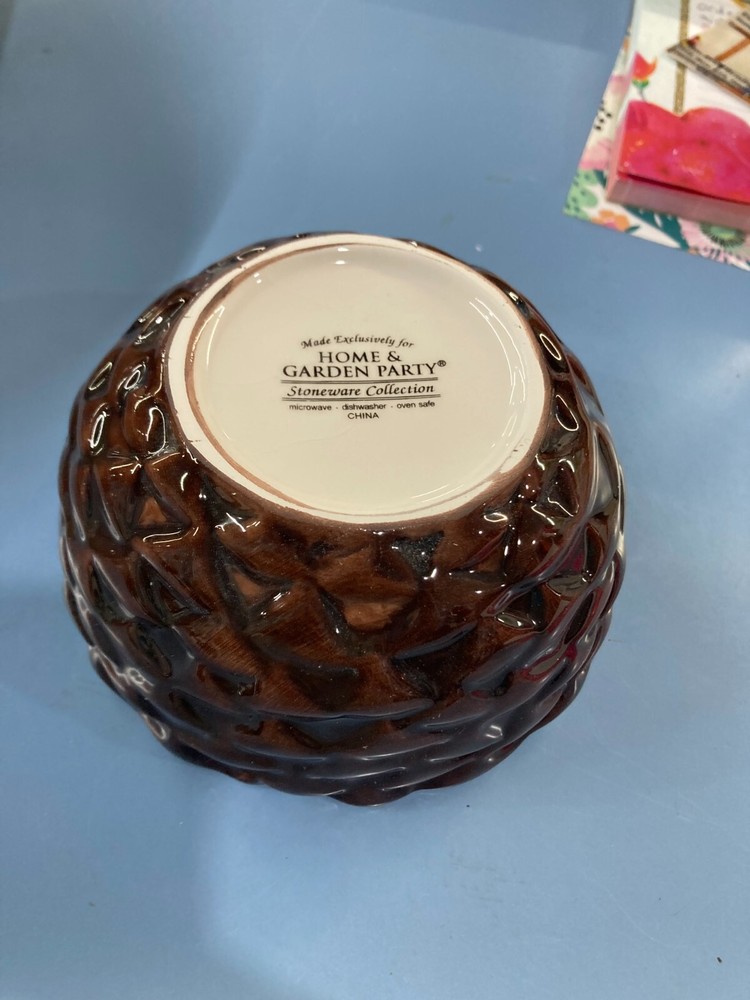 Made Exclusively for
HOME &
GARDEN PARTY®
Stoneware Collection
microwave · dishwasher · oven safe
CHINA